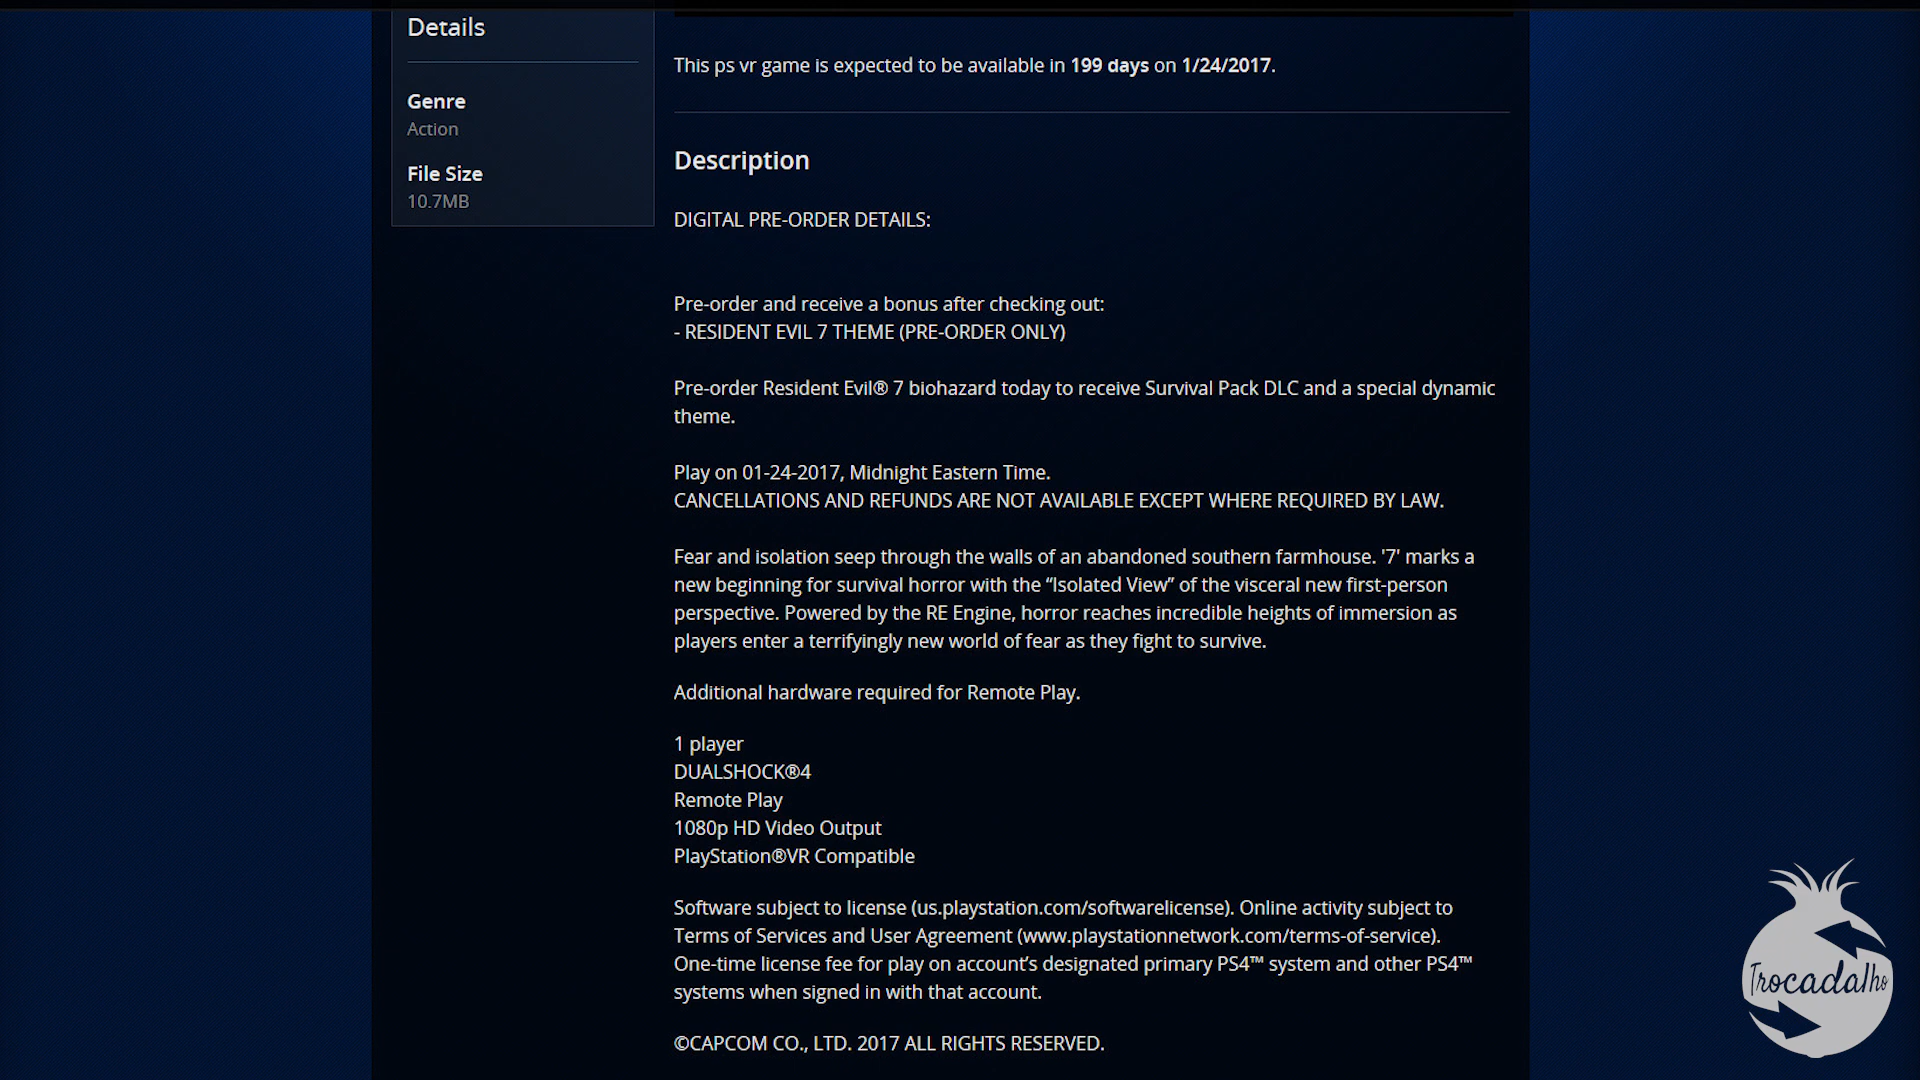 Details
Genre
Action
File Size
10.7MB
This ps vr game is expected to be available in 199 days on 1/24/2017.
Description
DIGITAL PRE-ORDER DETAILS:
Pre-order and receive a bonus after checking out:
- RESIDENT EVIL 7 THEME (PRE-ORDER ONLY)
Pre-order Resident Evil® 7 biohazard today to receive Survival Pack DLC and a special dynamic
theme.
Play on 01-24-2017, Midnight Eastern Time.
CANCELLATIONS AND REFUNDS ARE NOT AVAILABLE EXCEPT WHERE REQUIRED BY LAW.
Fear and isolation seep through the walls of an abandoned southern farmhouse. '7' marks a
new beginning for survival horror with the “Isolated View” of the visceral new first-person
perspective. Powered by the RE Engine, horror reaches incredible heights of immersion as
players enter a terrifyingly new world of fear as they fight to survive.
Additional hardware required for Remote Play.
1 player
DUALSHOCK®4
Remote Play
1080p HD Video Output
PlayStation®VR Compatible
Software subject to license (us.playstation.com/softwarelicense). Online activity subject to
Terms of Services and User Agreement (www.playstationnetwork.com/terms-of-service).
One-time license fee for play on account’s designated primary PS4™ system and other PS4™
systems when signed in with that account.
©CAPCOM CO., LTD. 2017 ALL RIGHTS RESERVED.
Trocadalho